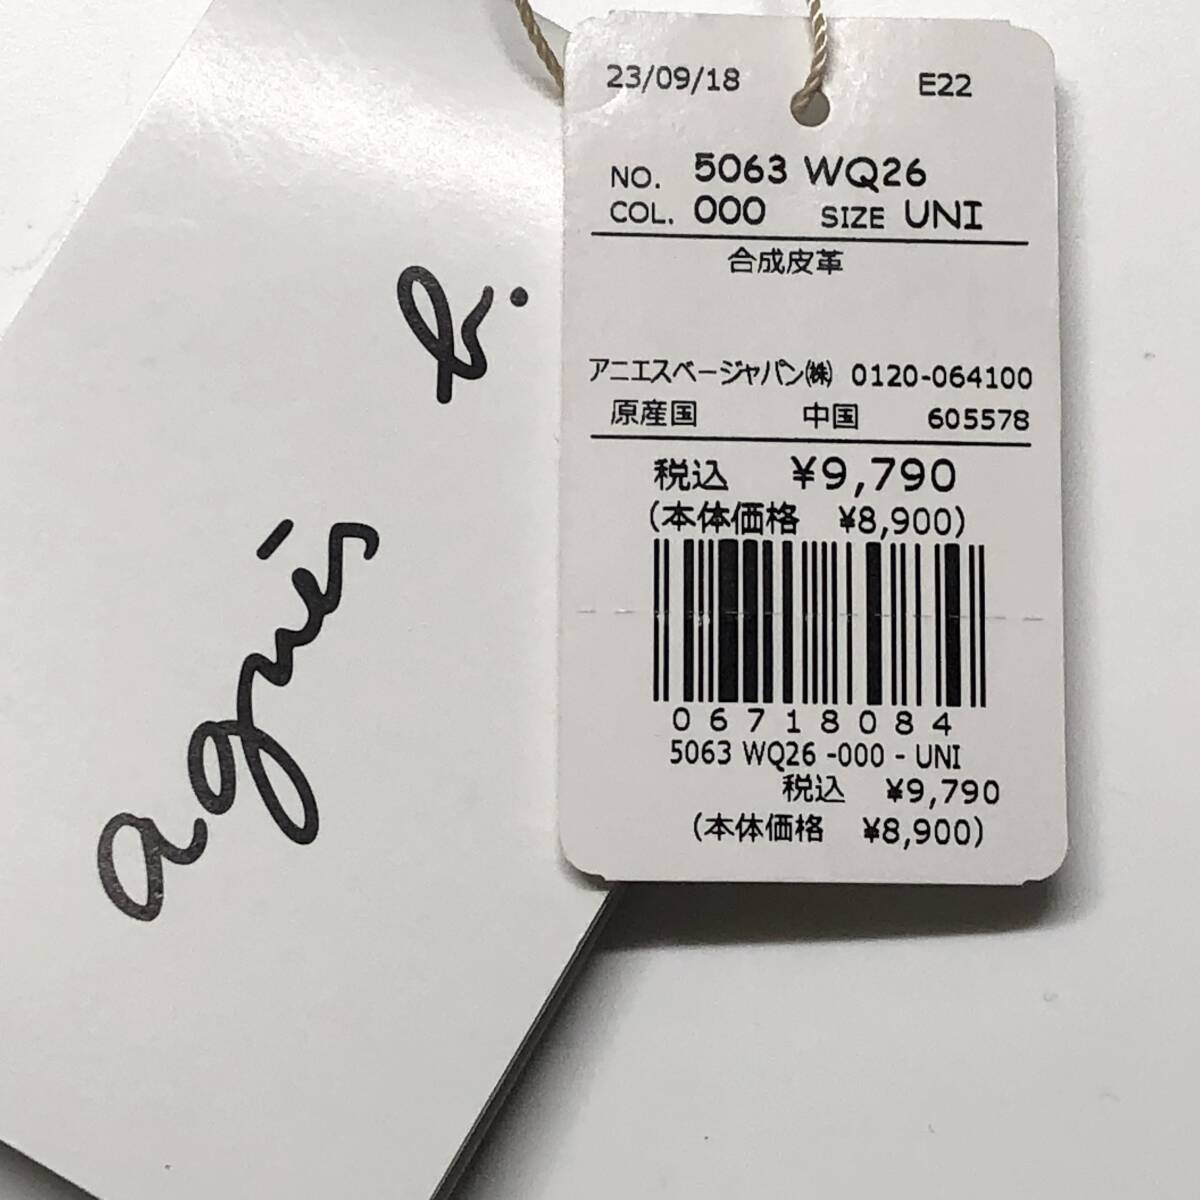 agnès b.
23/09/18 E22
NO. 5063 WQ26
COL. 000 SIZE UNI
合成皮革
アニエスベージャパン㈱ 0120-064100
原産国 中国 605578
税込 ¥9,790
(本体価格 ¥8,900)
06718084
5063 WQ26 -000 - UNI
税込 ¥9,790
(本体価格 ¥8,900)